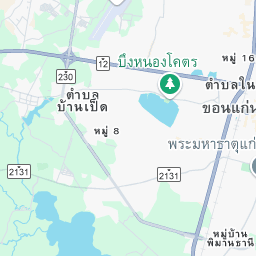 บึงหนองโคตร
หมู่ 16
12
230
ตำบลใน
ตำบล
บ้านเป็ด
ขอนแก่น
หมู่ 8
พระมหาธาตุแก่
2131
2131
หมู่บ้าน
พิมานธานี